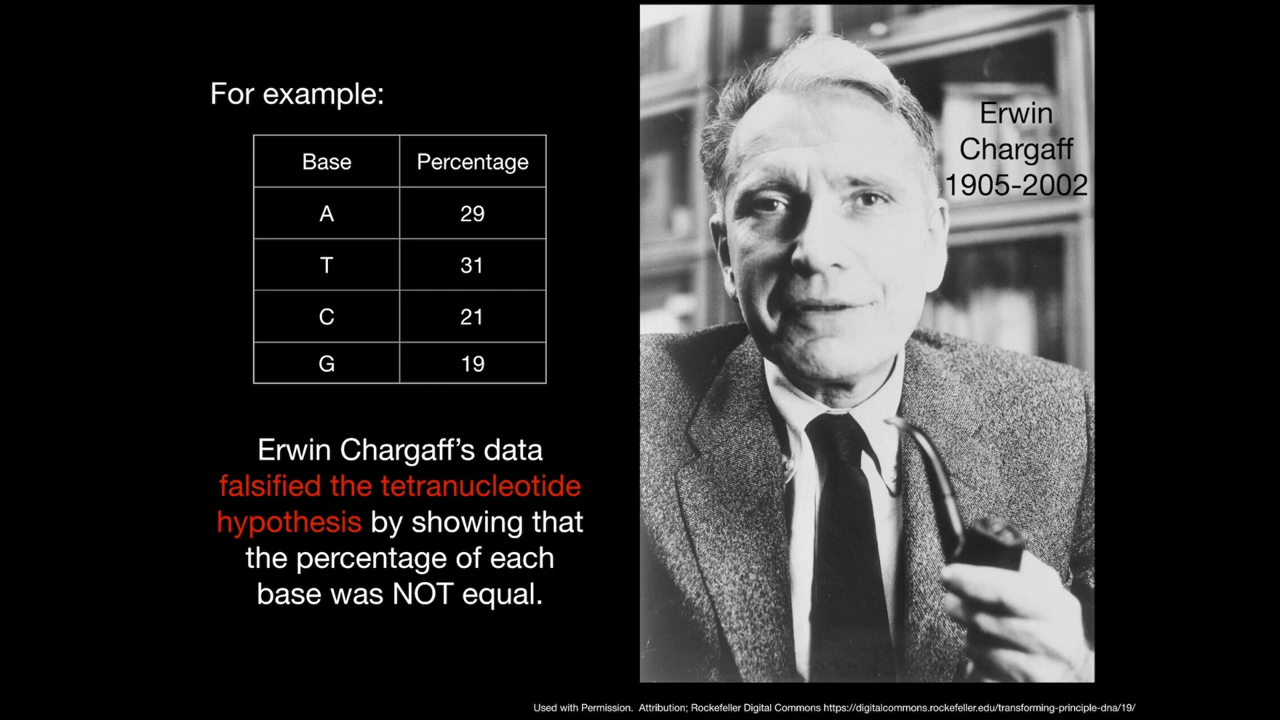 For example:
Base Percentage
A 29
T 31
C 21
G 19
Erwin Chargaff’s data
falsified the tetranucleotide
hypothesis by showing that
the percentage of each
base was NOT equal.
Erwin
Chargaff
1905-2002
Used with Permission. Attribution; Rockefeller Digital Commons https://digitalcommons.rockefeller.edu/transforming-principle-dna/19/